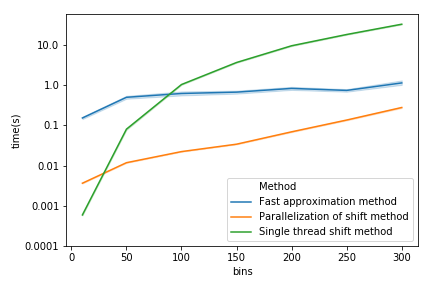 10.0
1.0
0.1
0.01
0.001
0.0001
time(s)
0 50 100 150 200 250 300
bins
Method
Fast approximation method
Parallelization of shift method
Single thread shift method